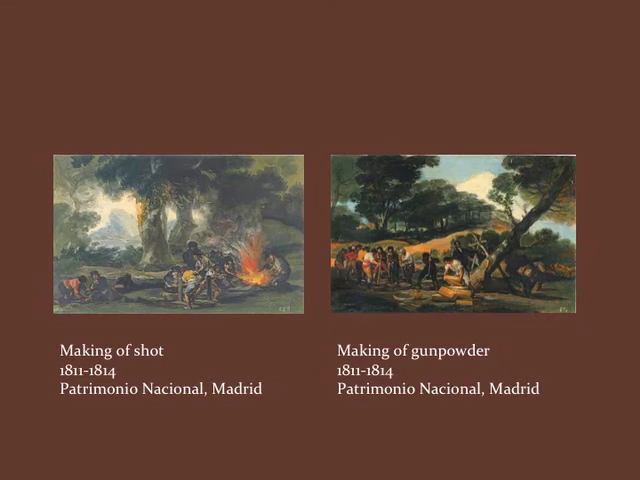 Making of shot
1811-1814
Patrimonio Nacional, Madrid
Making of gunpowder
1811-1814
Patrimonio Nacional, Madrid